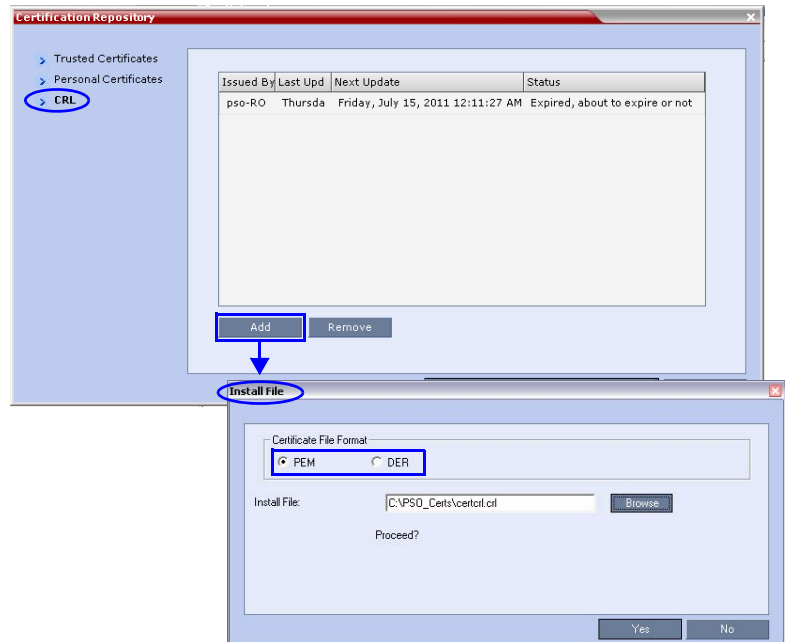 Certification Repository
Trusted Certificates
Personal Certificates
CRL
Issued By Last Upd Next Update Status
pso-RO Thursda Friday, July 15, 2011 12:11:27 AM Expired, about to expire or not
Add Remove
Install File
Certificate File Format
PEM DER
Install File: C:\PSO_Certs\certcrl.crl Browse
Proceed?
Yes No